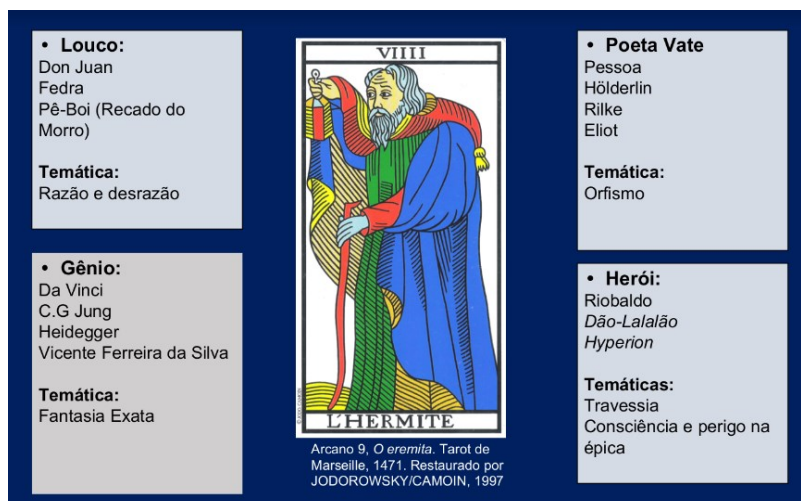 • Louco:
Don Juan
Fedra
Pê-Boi (Recado do
Morro)
Temática:
Razão e desrazão
• Gênio:
Da Vinci
C.G Jung
Heidegger
Vicente Ferreira da Silva
Temática:
Fantasia Exata
VIIII
L'HERMITE
Arcano 9, O eremita. Tarot de
Marseille, 1471. Restaurado por
JODOROWSKY/CAMOIN, 1997
• Poeta Vate
Pessoa
Hölderlin
Rilke
Eliot
Temática:
Orfismo
• Herói:
Riobaldo
Dão-Lalalão
Hyperion
Temáticas:
Travessia
Consciência e perigo na
épica